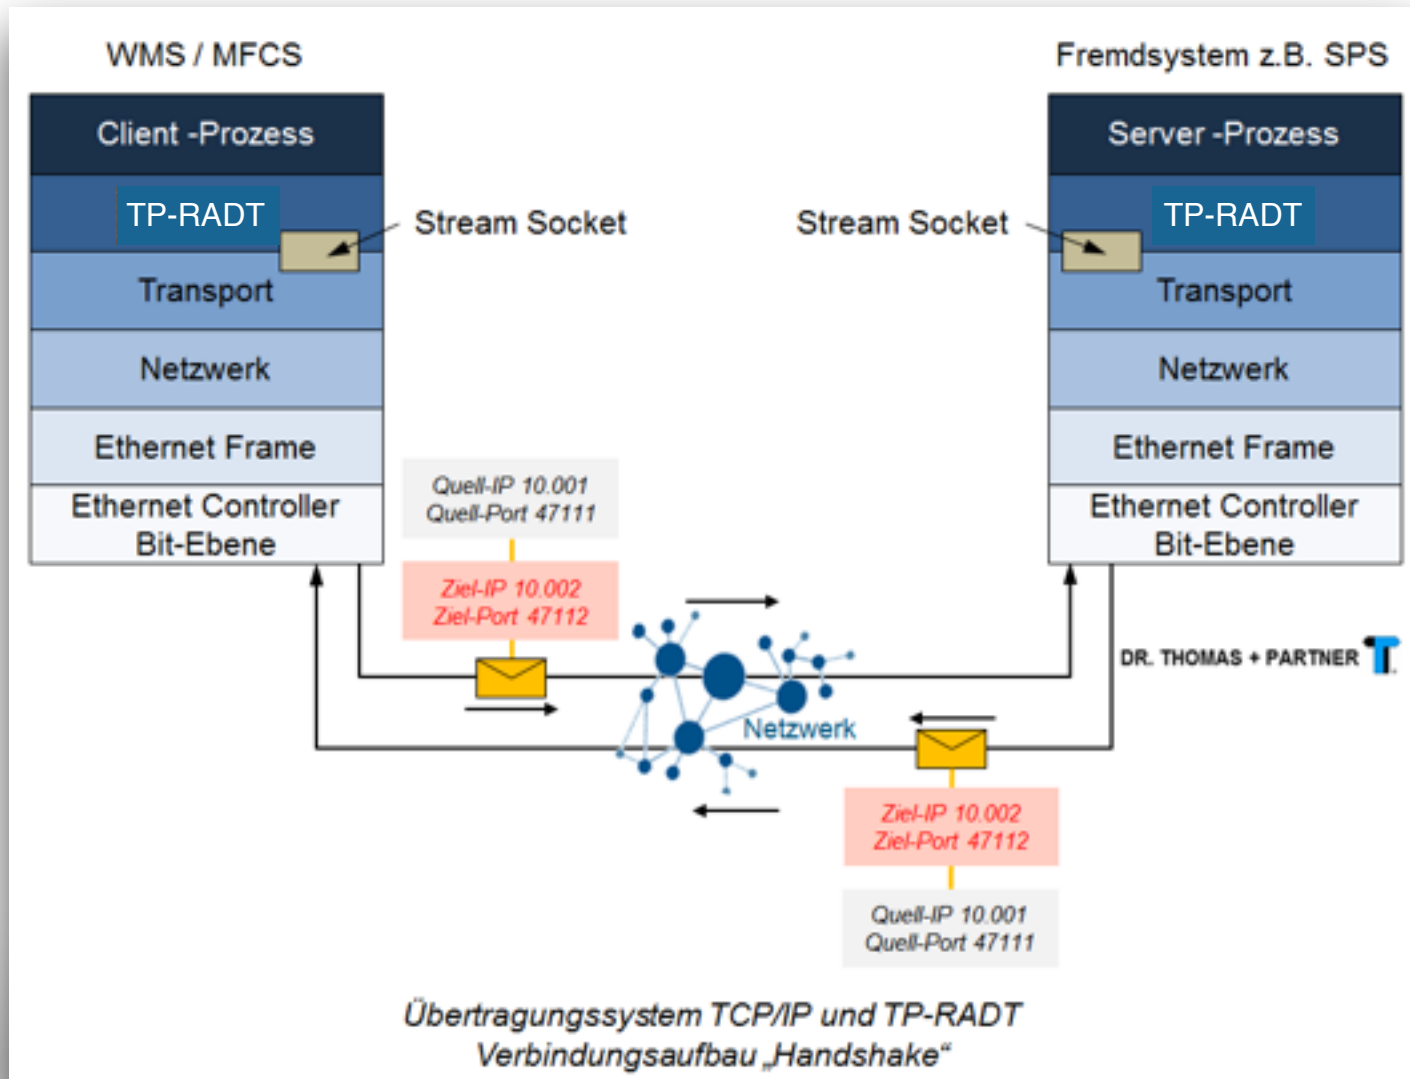 WMS / MFCS
Fremdsystem z.B. SPS
Client -Prozess
Server -Prozess
TP-RADT
Stream Socket
Stream Socket
TP-RADT
Transport
Transport
Netzwerk
Netzwerk
Ethernet Frame
Ethernet Frame
Ethernet Controller
Bit-Ebene
Ethernet Controller
Bit-Ebene
Quell-IP 10.001
Quell-Port 47111
Ziel-IP 10.002
Ziel-Port 47112
DR. THOMAS + PARTNER
Netzwerk
Ziel-IP 10.002
Ziel-Port 47112
Quell-IP 10.001
Quell-Port 47111
Übertragungssystem TCP/IP und TP-RADT
Verbindungsaufbau „Handshake“